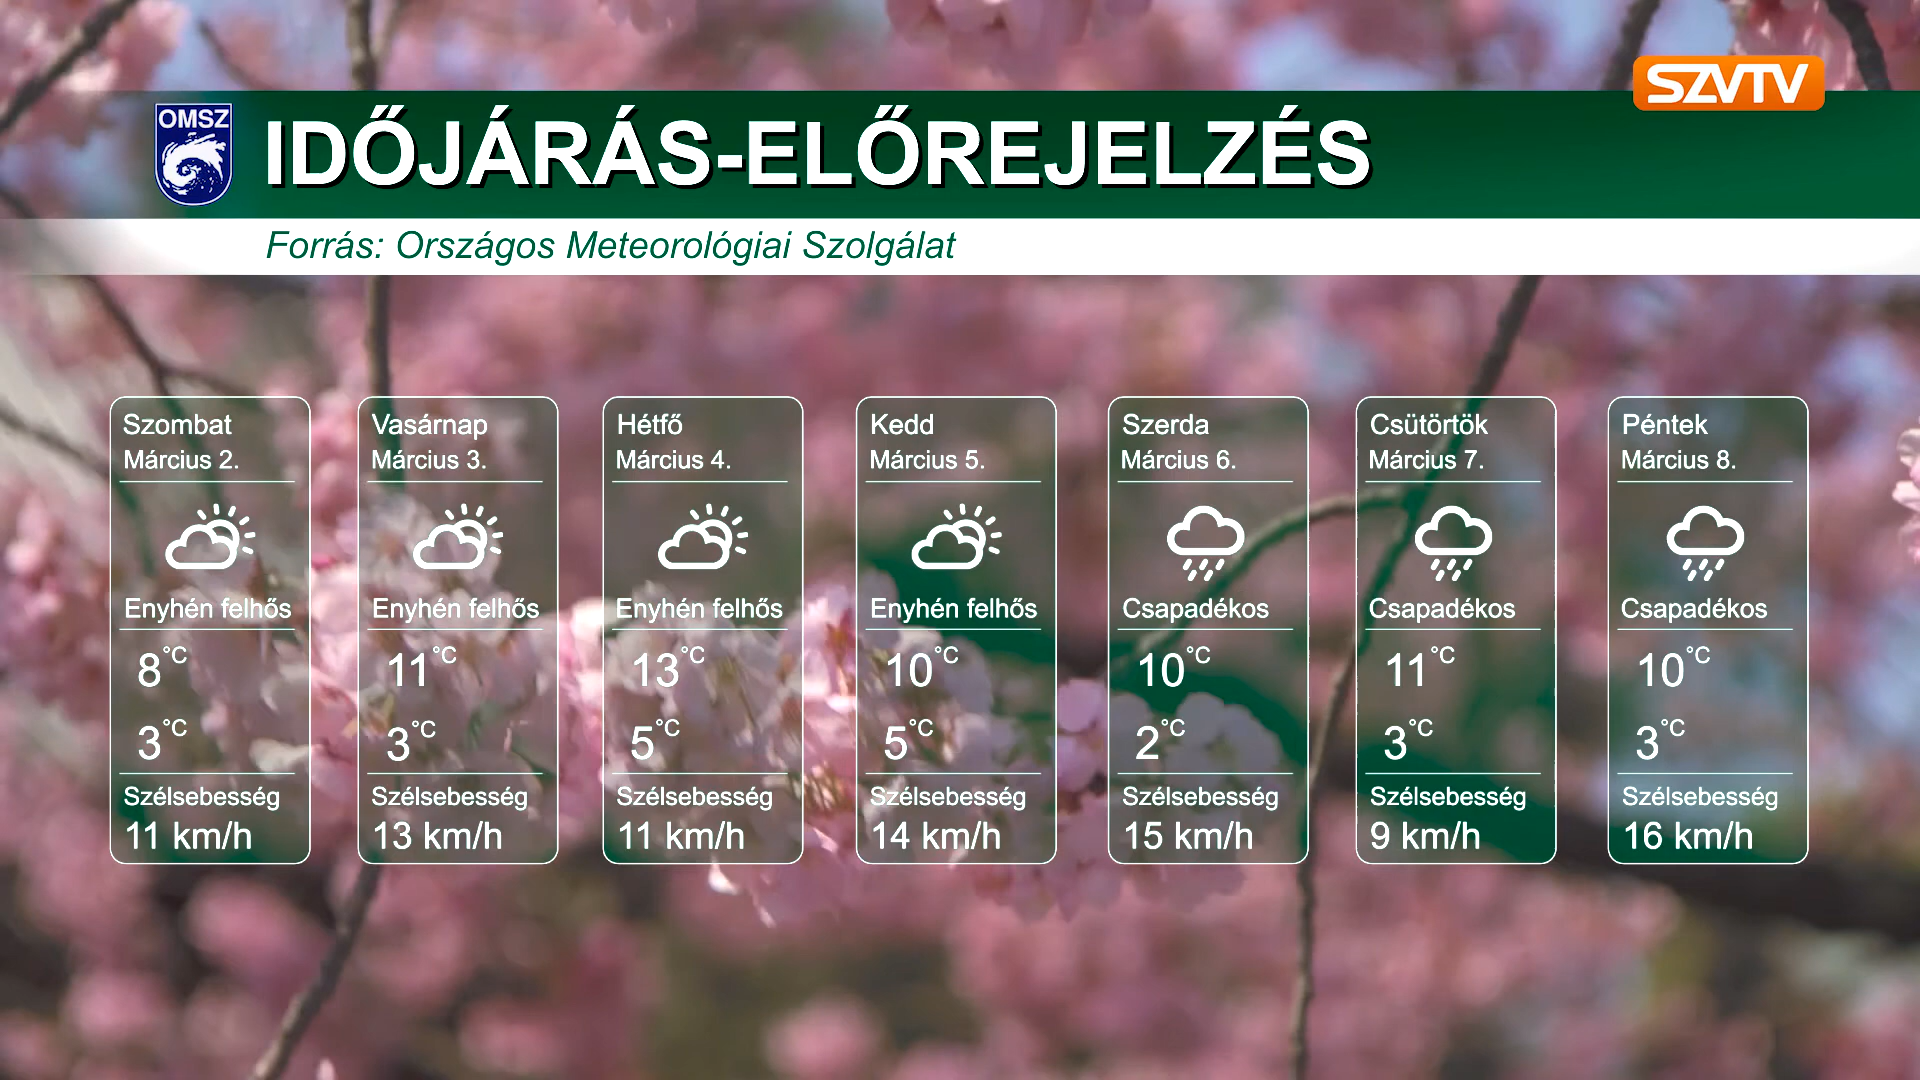 SZVTV
OMSZ
IDŐJÁRÁS-ELŐREJELZÉS
Forrás: Országos Meteorológiai Szolgálat
Szombat
Március 2.
Enyhén felhős
8°C
3°C
Szélsebesség
11 km/h
Vasárnap
Március 3.
Enyhén felhős
11°C
3°C
Szélsebesség
13 km/h
Hétfő
Március 4.
Enyhén felhős
13°C
5°C
Szélsebesség
11 km/h
Kedd
Március 5.
Enyhén felhős
10°C
5°C
Szélsebesség
14 km/h
Szerda
Március 6.
Csapadékos
10°C
2°C
Szélsebesség
15 km/h
Csütörtök
Március 7.
Csapadékos
11°C
3°C
Szélsebesség
9 km/h
Péntek
Március 8.
Csapadékos
10°C
3°C
Szélsebesség
16 km/h